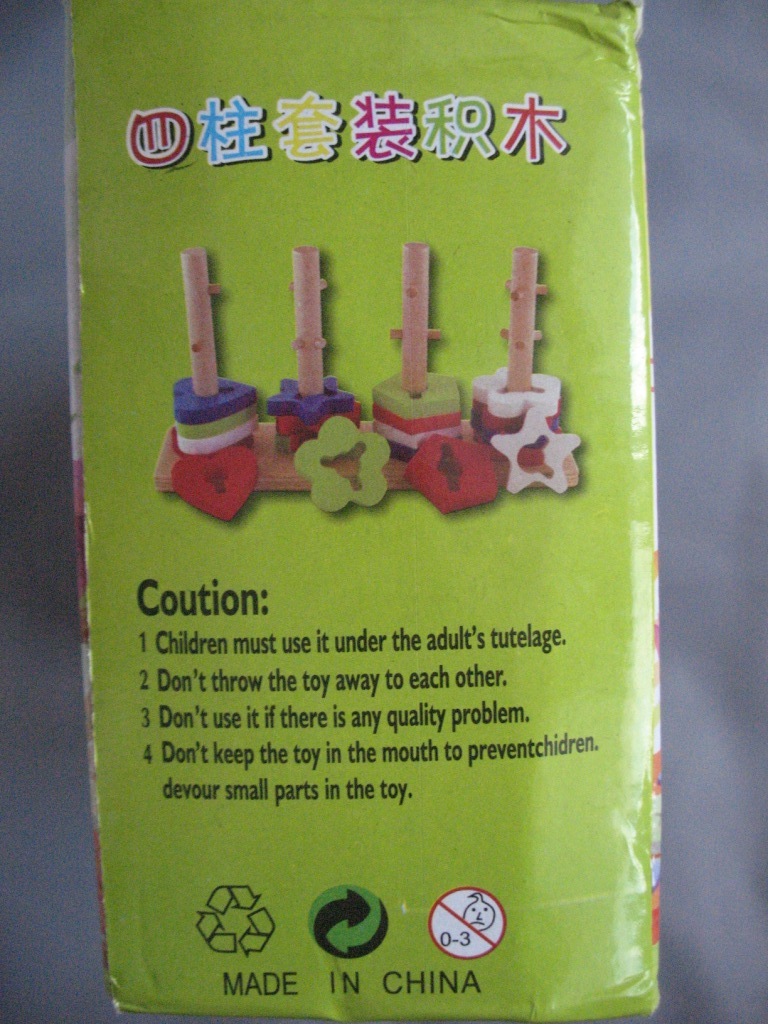 四柱套装积木
Coution:
1 Children must use it under the adult's tutelage.
2 Don't throw the toy away to each other.
3 Don't use it if there is any quality problem.
4 Don't keep the toy in the mouth to preventchidren.
devour small parts in the toy.
0-3
MADE IN CHINA